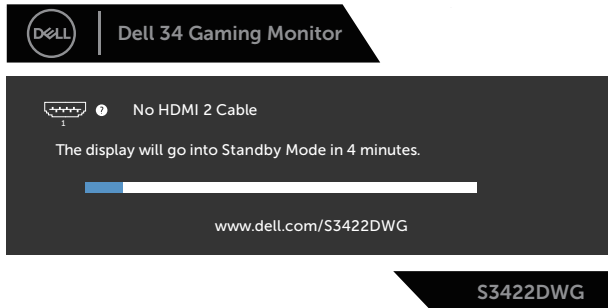 DELL
Dell 34 Gaming Monitor
? No HDMI 2 Cable
1
The display will go into Standby Mode in 4 minutes.
www.dell.com/S3422DWG
S3422DWG